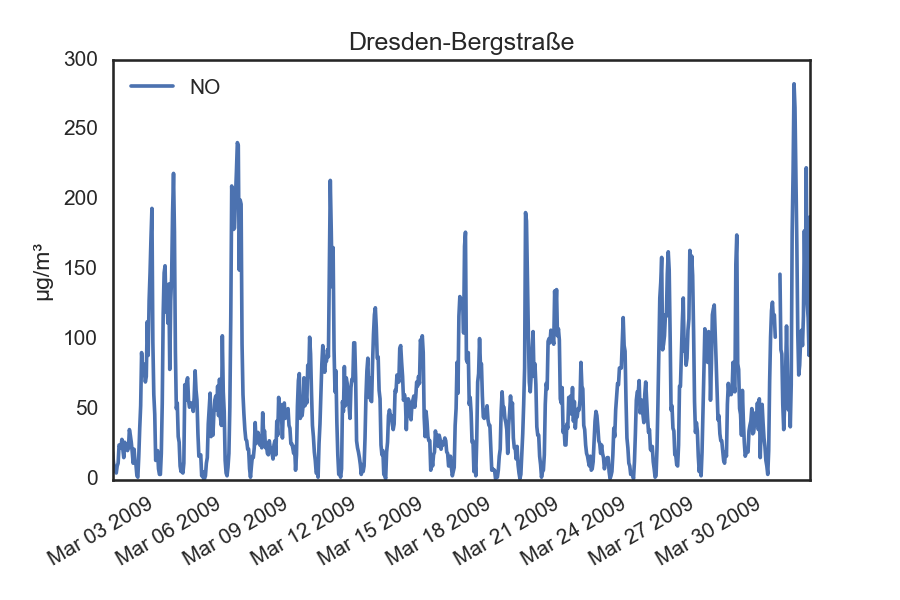 Dresden-Bergstraße
300
250
200
150
100
50
0
µg/m³
NO
Mar 03 2009
Mar 06 2009
Mar 09 2009
Mar 12 2009
Mar 15 2009
Mar 18 2009
Mar 21 2009
Mar 24 2009
Mar 27 2009
Mar 30 2009